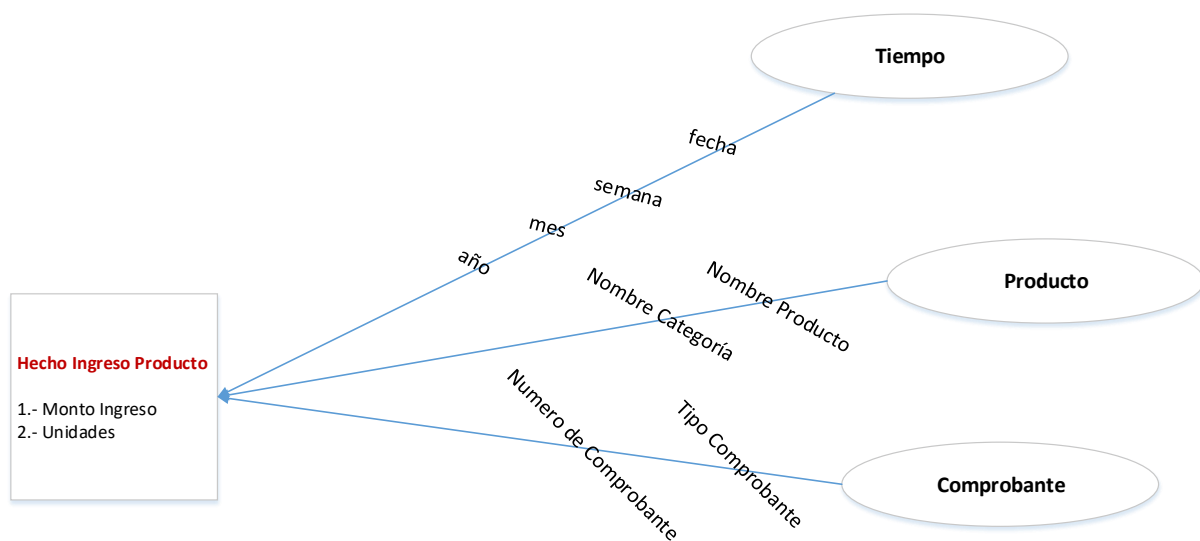 Tiempo
fecha
semana
mes
año
Nombre Categoría
Nombre Producto
Producto
Hecho Ingreso Producto
1.- Monto Ingreso
2.- Unidades
Numero de Comprobante
Tipo Comprobante
Comprobante